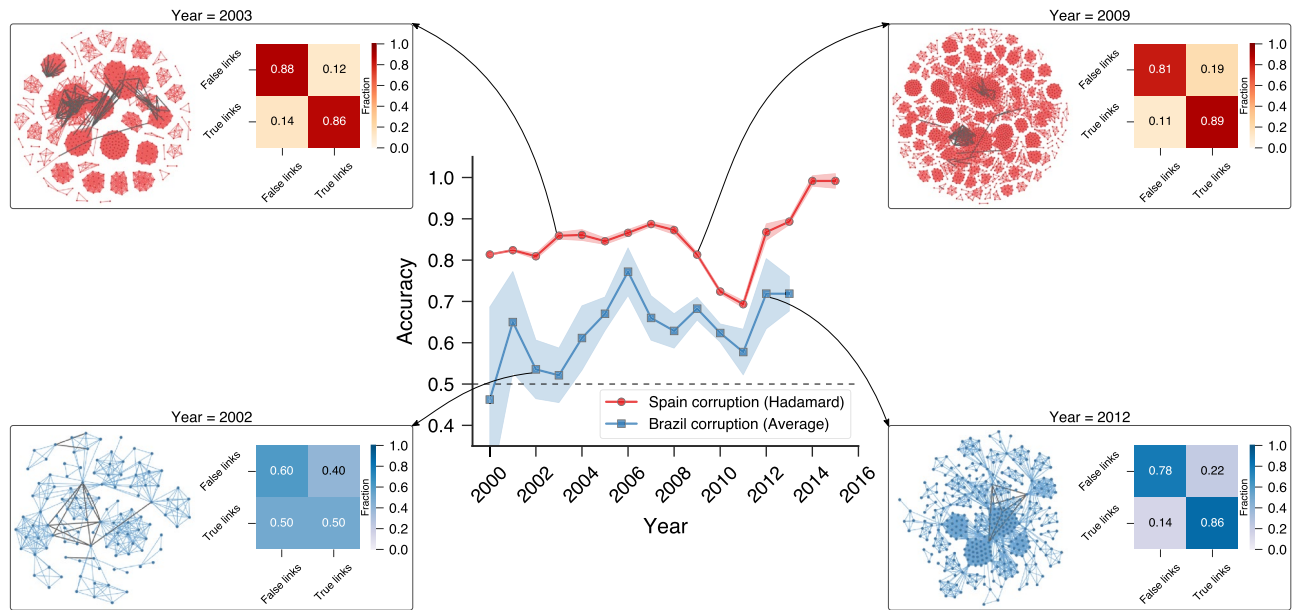 Year = 2003
False links
True links
0.88
0.12
0.14
0.86
False links
True links
1.0
0.8
0.6
0.4
0.2
0.0
Fraction
Year = 2009
False links
True links
0.81
0.19
0.11
0.89
False links
True links
1.0
0.8
0.6
0.4
0.2
0.0
Fraction
Accuracy
1.0
0.9
0.8
0.7
0.6
0.5
0.4
Spain corruption (Hadamard)
Brazil corruption (Average)
2000
2002
2004
2006
2008
2010
2012
2014
2016
Year
Year = 2002
False links
True links
0.60
0.40
0.50
0.50
False links
True links
1.0
0.8
0.6
0.4
0.2
0.0
Fraction
Year = 2012
False links
True links
0.78
0.22
0.14
0.86
False links
True links
1.0
0.8
0.6
0.4
0.2
0.0
Fraction